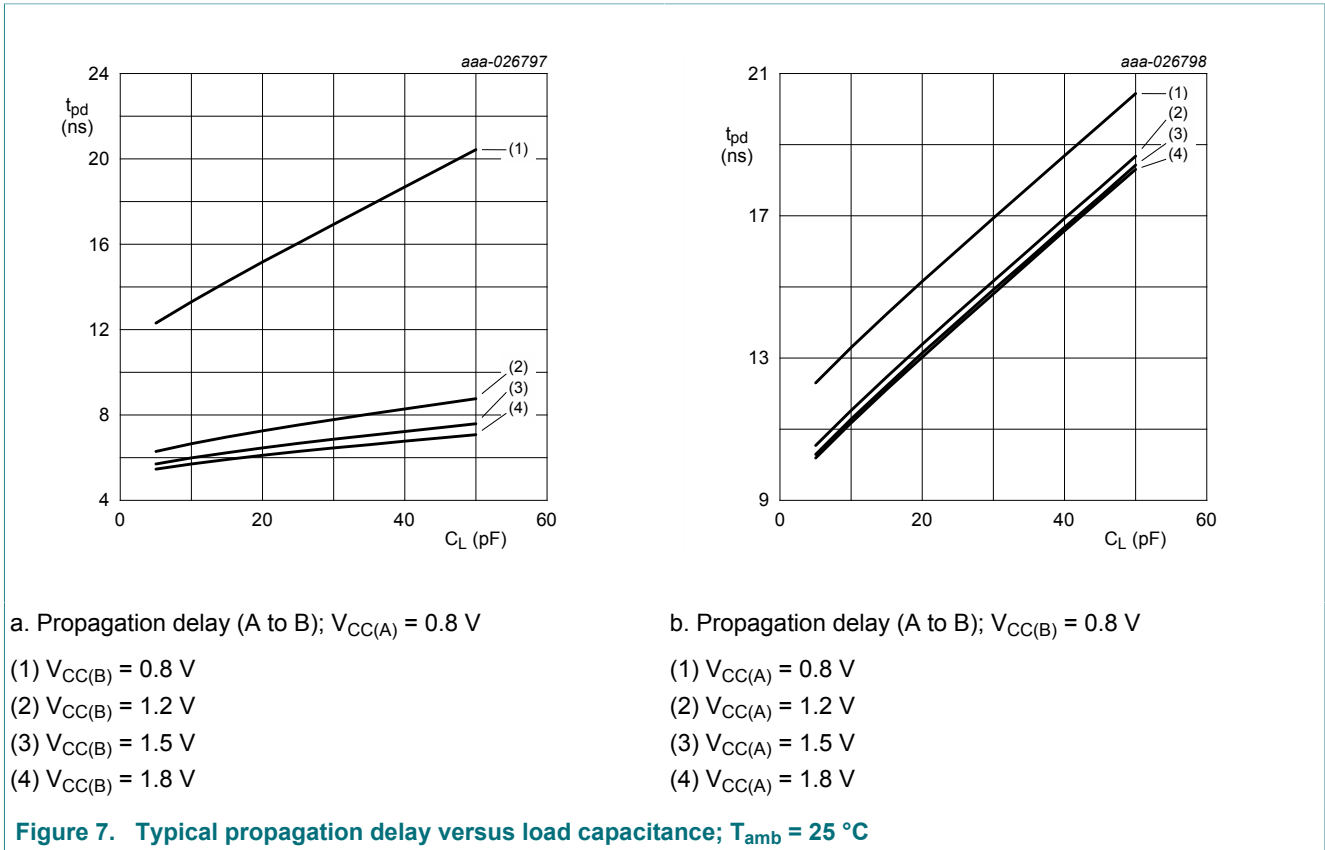 aaa-026797
24
20
16
12
8
4
t_pd
(ns)
(1)
(2)
(3)
(4)
0
20
40
60
C_L (pF)
aaa-026798
21
17
13
9
t_pd
(ns)
(1)
(2)
(3)
(4)
0
20
40
60
C_L (pF)
a. Propagation delay (A to B); V_CC(A) = 0.8 V
(1) V_CC(B) = 0.8 V
(2) V_CC(B) = 1.2 V
(3) V_CC(B) = 1.5 V
(4) V_CC(B) = 1.8 V
b. Propagation delay (A to B); V_CC(B) = 0.8 V
(1) V_CC(A) = 0.8 V
(2) V_CC(A) = 1.2 V
(3) V_CC(A) = 1.5 V
(4) V_CC(A) = 1.8 V
Figure 7. Typical propagation delay versus load capacitance; T_amb = 25 °C